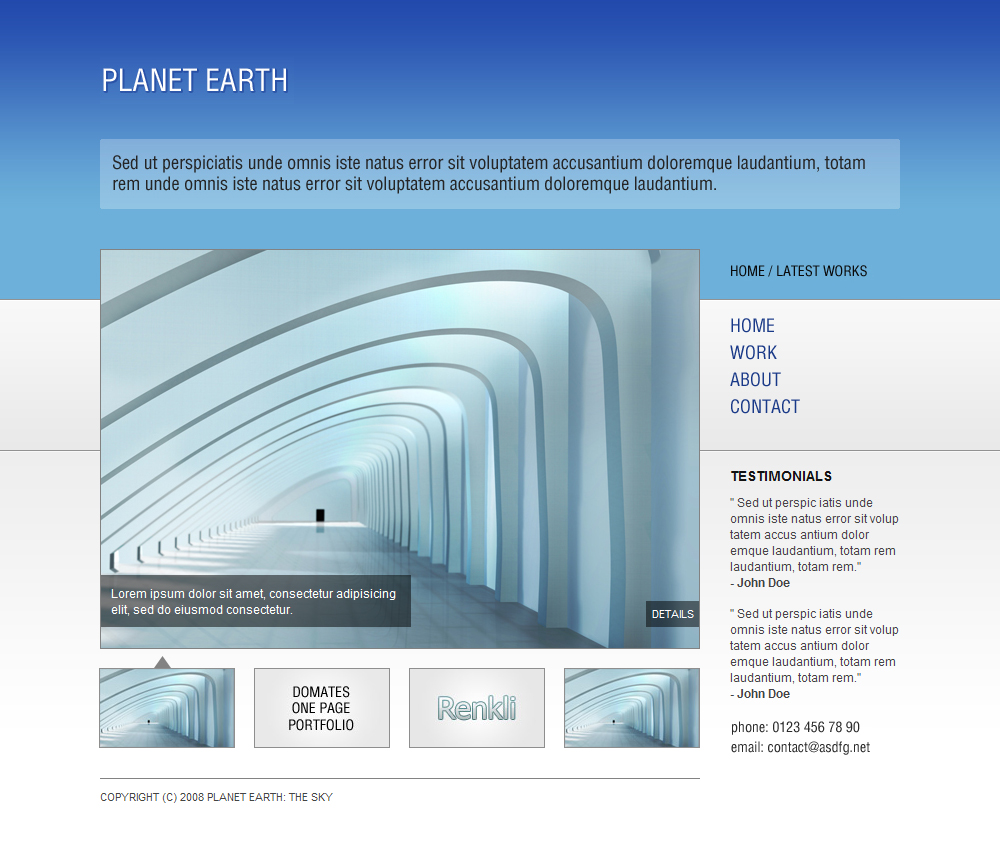 PLANET EARTH
Sed ut perspiciatis unde omnis iste natus error sit voluptatem accusantium doloremque laudantium, totam
rem unde omnis iste natus error sit voluptatem accusantium doloremque laudantium.
HOME / LATEST WORKS
HOME
WORK
ABOUT
CONTACT
Lorem ipsum dolor sit amet, consectetur adipisicing
elit, sed do eiusmod consectetur.
DETAILS
TESTIMONIALS
" Sed ut perspic iatis unde
omnis iste natus error sit volup
tatem accus antium dolor
emque laudantium, totam rem
laudantium, totam rem."
- John Doe
" Sed ut perspic iatis unde
omnis iste natus error sit volup
tatem accus antium dolor
emque laudantium, totam rem
laudantium, totam rem."
- John Doe
DOMATES
ONE PAGE
PORTFOLIO
Renkli
phone: 0123 456 78 90
email: contact@asdfg.net
COPYRIGHT (C) 2008 PLANET EARTH: THE SKY